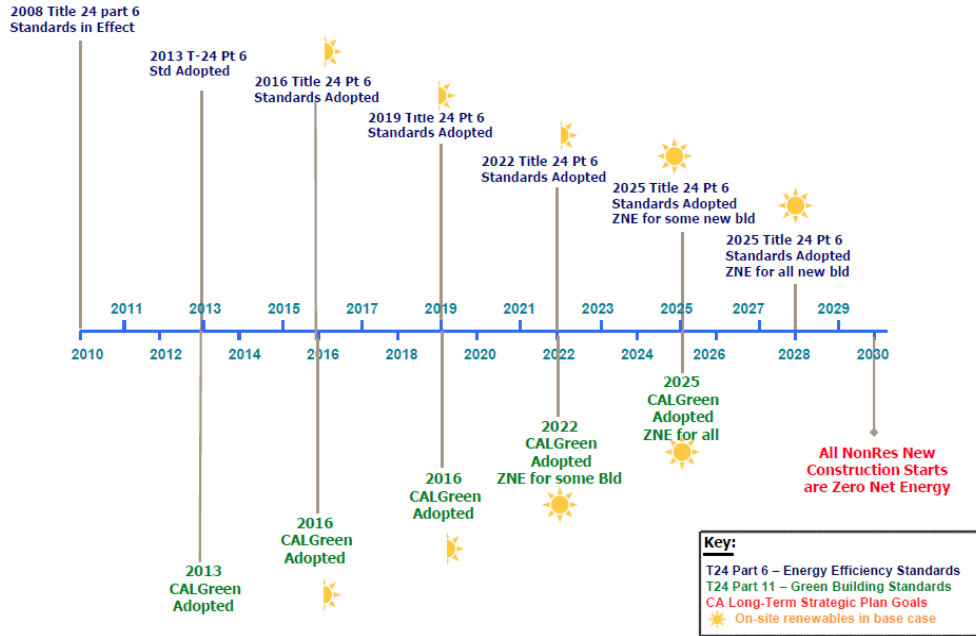 2008 Title 24 part 6
Standards in Effect
2013 T-24 Pt 6
Std Adopted
2016 Title 24 Pt 6
Standards Adopted
2019 Title 24 Pt 6
Standards Adopted
2022 Title 24 Pt 6
Standards Adopted
2025 Title 24 Pt 6
Standards Adopted
ZNE for some new bld
2025 Title 24 Pt 6
Standards Adopted
ZNE for all new bld
2011 2013 2015 2017 2019 2021 2023 2025 2027 2029
2010 2012 2014 2016 2018 2020 2022 2024 2026 2028 2030
2013
CALGreen
Adopted
2016
CALGreen
Adopted
2016
CALGreen
Adopted
2022
CALGreen
Adopted
ZNE for some Bld
2025
CALGreen
Adopted
ZNE for all
All NonRes New
Construction Starts
are Zero Net Energy
Key:
T24 Part 6 – Energy Efficiency Standards
T24 Part 11 – Green Building Standards
CA Long-Term Strategic Plan Goals
On-site renewables in base case